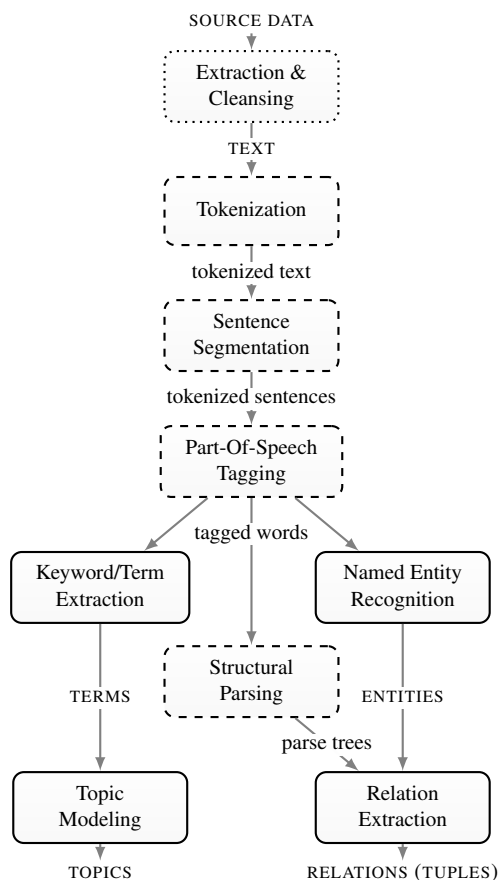 SOURCE DATA
Extraction &
Cleansing
TEXT
Tokenization
tokenized text
Sentence
Segmentation
tokenized sentences
Part-Of-Speech
Tagging
tagged words
Keyword/Term
Extraction
Named Entity
Recognition
Structural
Parsing
TERMS
ENTITIES
parse trees
Topic
Modeling
Relation
Extraction
TOPICS
RELATIONS (TUPLES)